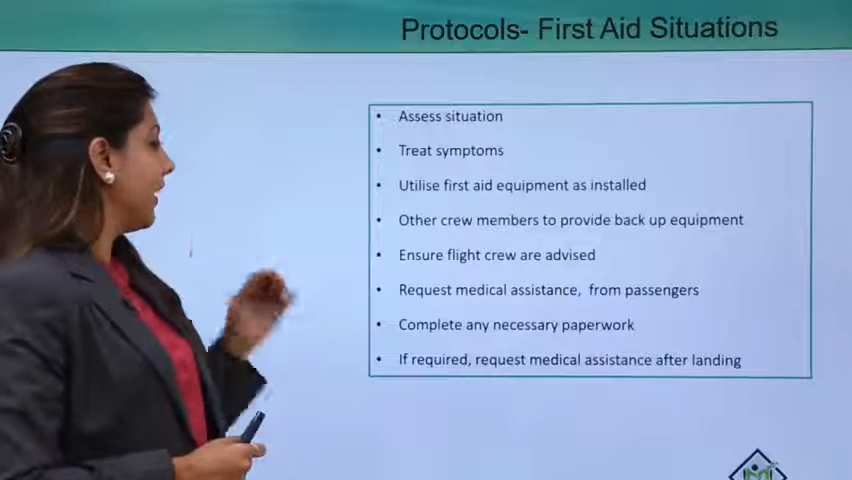 Protocols- First Aid Situations
• Assess situation
• Treat symptoms
• Utilise first aid equipment as installed
• Other crew members to provide back up equipment
• Ensure flight crew are advised
• Request medical assistance,  from passengers
• Complete any necessary paperwork
• If required, request medical assistance after landing